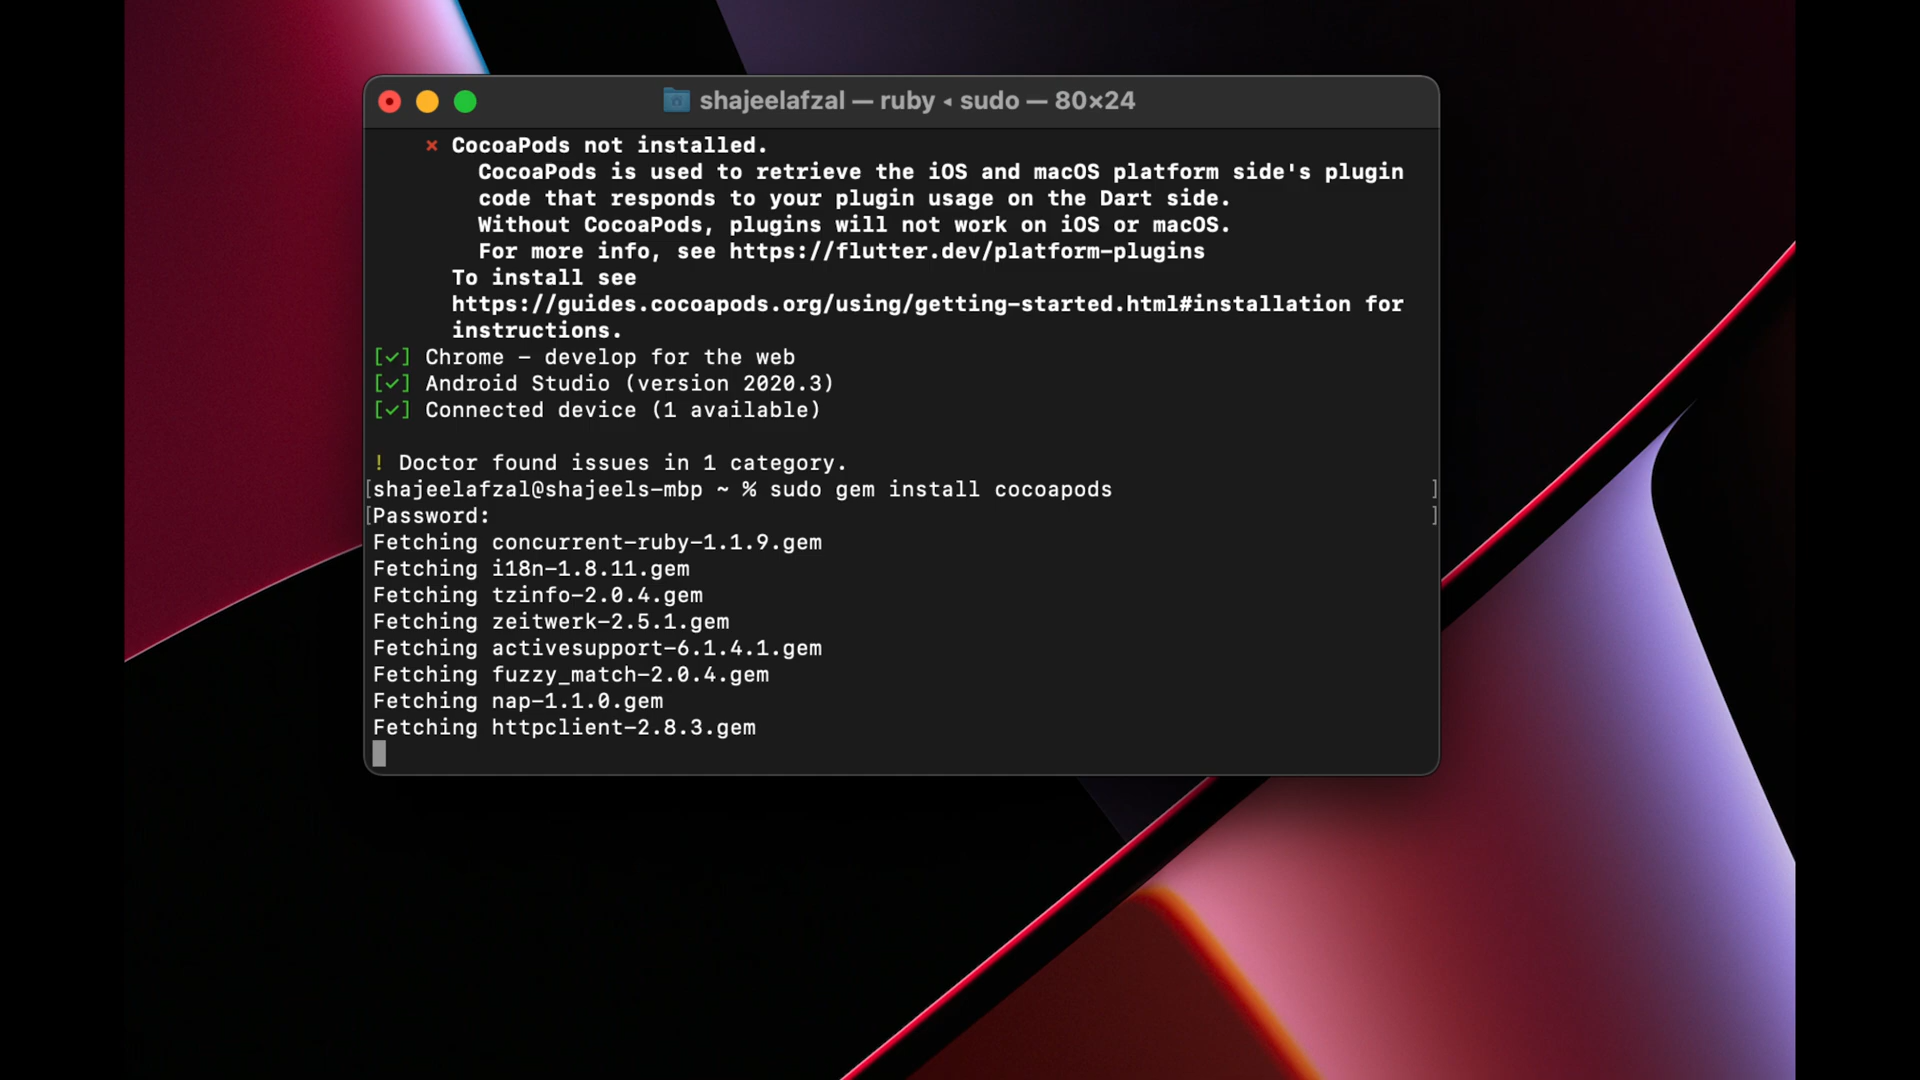 shajeelafzal — ruby ◂ sudo — 80×24
✗ CocoaPods not installed.
CocoaPods is used to retrieve the iOS and macOS platform side's plugin
code that responds to your plugin usage on the Dart side.
Without CocoaPods, plugins will not work on iOS or macOS.
For more info, see https://flutter.dev/platform-plugins
To install see
https://guides.cocoapods.org/using/getting-started.html#installation for
instructions.
[✓] Chrome - develop for the web
[✓] Android Studio (version 2020.3)
[✓] Connected device (1 available)
! Doctor found issues in 1 category.
[shajeelafzal@shajeels-mbp ~ % sudo gem install cocoapods ]
[Password: ]
Fetching concurrent-ruby-1.1.9.gem
Fetching i18n-1.8.11.gem
Fetching tzinfo-2.0.4.gem
Fetching zeitwerk-2.5.1.gem
Fetching activesupport-6.1.4.1.gem
Fetching fuzzy_match-2.0.4.gem
Fetching nap-1.1.0.gem
Fetching httpclient-2.8.3.gem